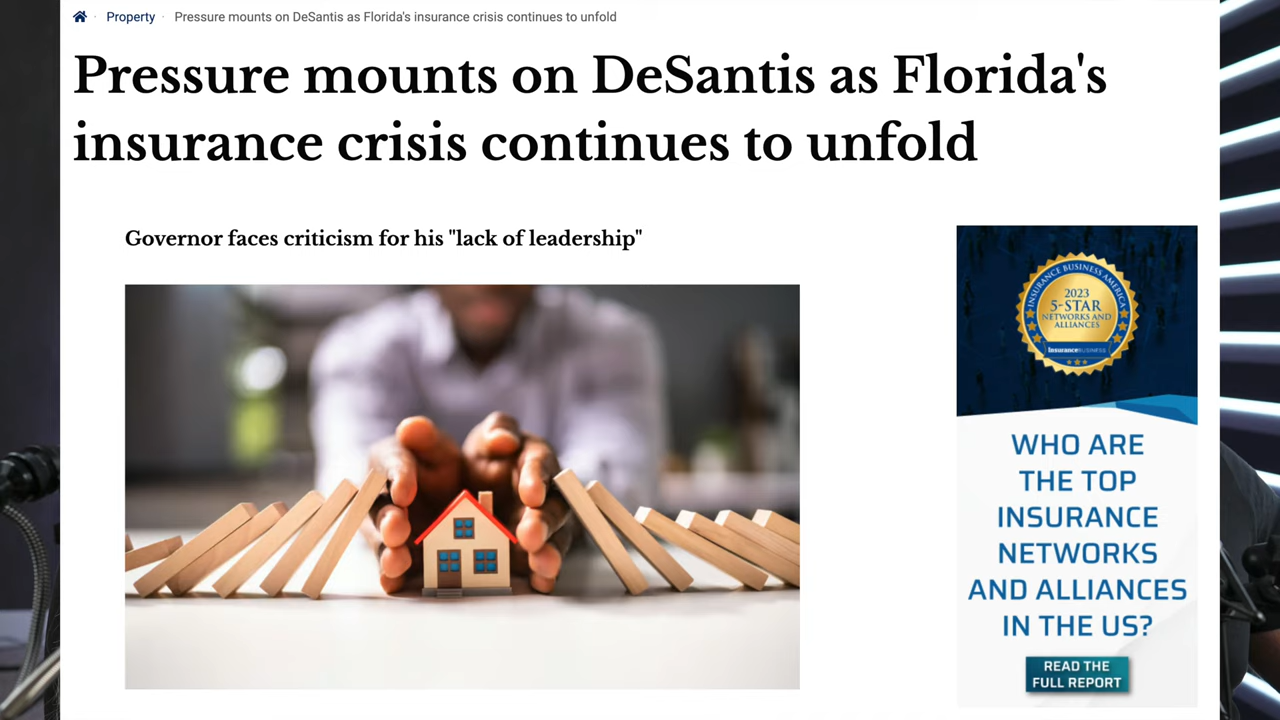 Property
Pressure mounts on DeSantis as Florida's insurance crisis continues to unfold
Pressure mounts on DeSantis as Florida's
insurance crisis continues to unfold
Governor faces criticism for his "lack of leadership"
INSURANCE BUSINESS AMERICA
2023
5-STAR
NETWORKS AND
ALLIANCES
InsuranceBUSINESS
WHO ARE
THE TOP
INSURANCE
NETWORKS
AND ALLIANCES
IN THE US?
READ THE
FULL REPORT